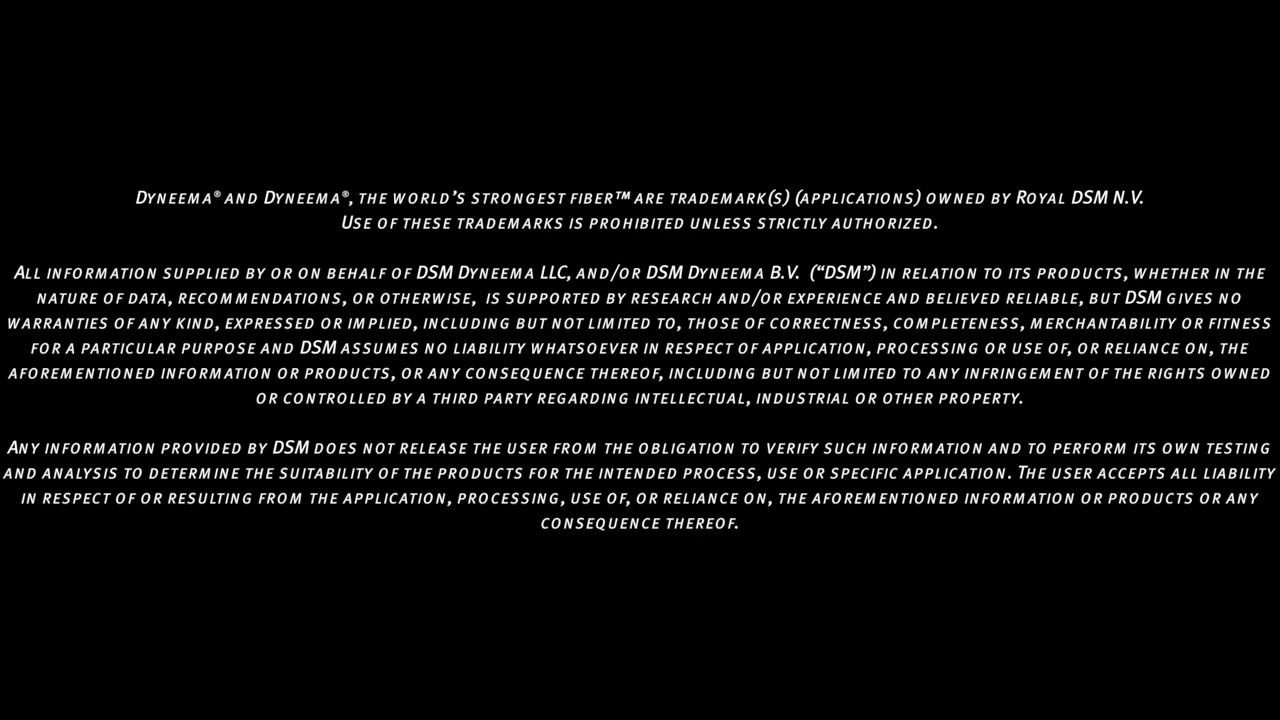 Dyneema® and Dyneema®, the world’s strongest fiber™ are trademark(s) (applications) owned by Royal DSM N.V.
Use of these trademarks is prohibited unless strictly authorized.
All information supplied by or on behalf of DSM Dyneema LLC, and/or DSM Dyneema B.V. (“DSM”) in relation to its products, whether in the
nature of data, recommendations, or otherwise, is supported by research and/or experience and believed reliable, but DSM gives no
warranties of any kind, expressed or implied, including but not limited to, those of correctness, completeness, merchantability or fitness
for a particular purpose and DSM assumes no liability whatsoever in respect of application, processing or use of, or reliance on, the
aforementioned information or products, or any consequence thereof, including but not limited to any infringement of the rights owned
or controlled by a third party regarding intellectual, industrial or other property.
Any information provided by DSM does not release the user from the obligation to verify such information and to perform its own testing
and analysis to determine the suitability of the products for the intended process, use or specific application. The user accepts all liability
in respect of or resulting from the application, processing, use of, or reliance on, the aforementioned information or products or any
consequence thereof.